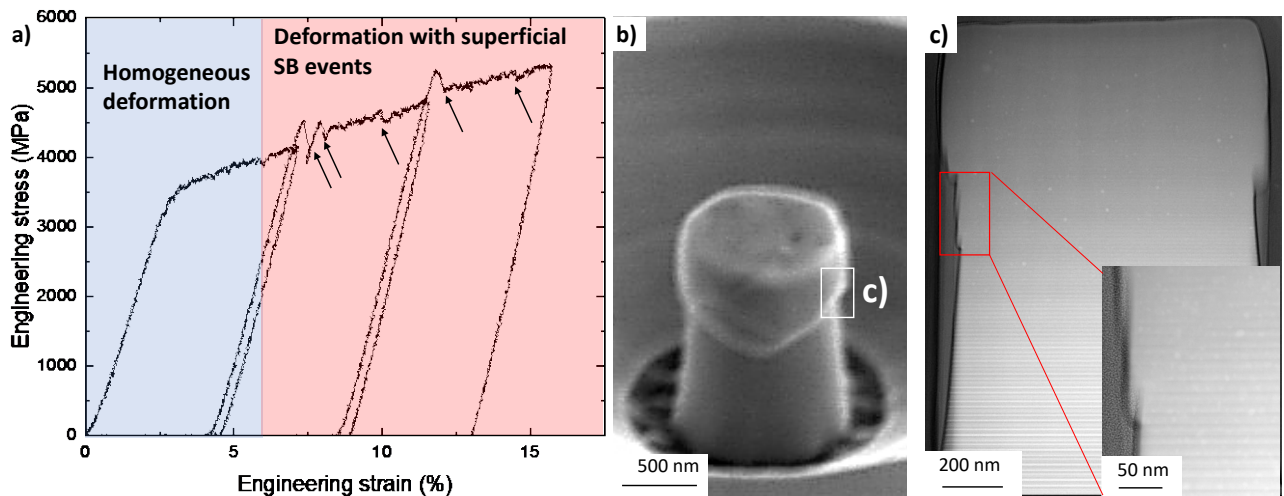 a)
Homogeneous
deformation
Deformation with superficial
SB events
Engineering stress (MPa)
6000
5000
4000
3000
2000
1000
0
0
5
10
15
Engineering strain (%)
b)
c)
500 nm
c)
200 nm
50 nm